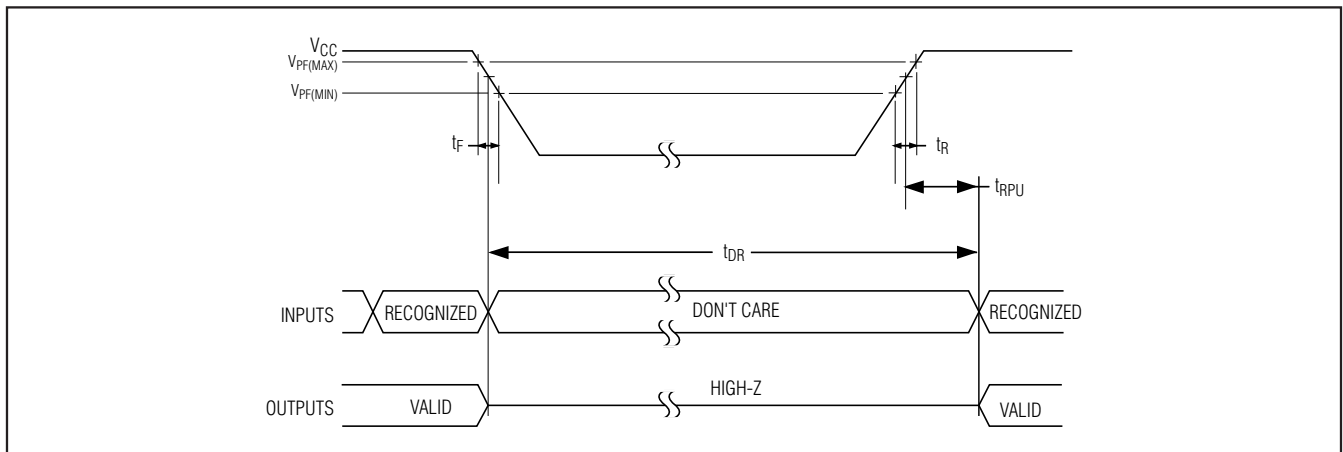 VCC
VPF(MAX)
VPF(MIN)
tF
tR
tRPU
tDR
INPUTS RECOGNIZED DON'T CARE RECOGNIZED
OUTPUTS VALID HIGH-Z VALID